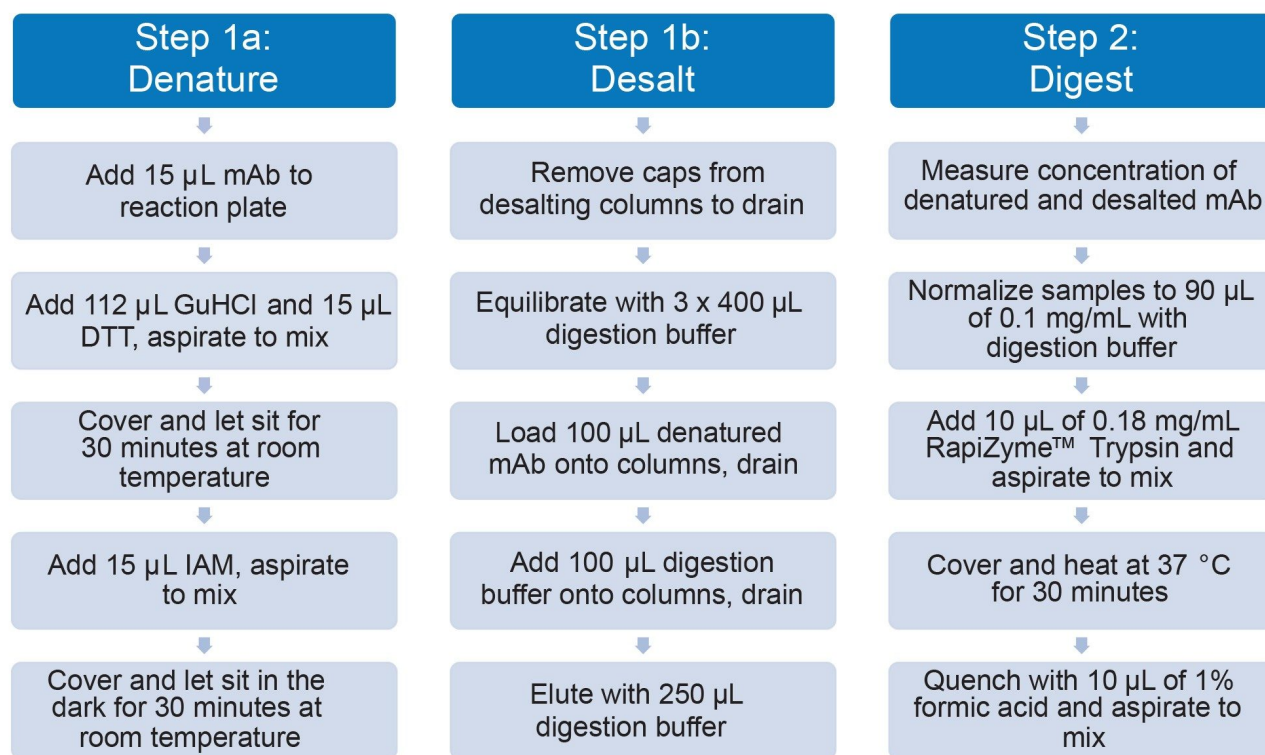 Step 1a:
Denature
Add 15 µL mAb to
reaction plate
Add 112 µL GuHCl and 15 µL
DTT, aspirate to mix
Cover and let sit for
30 minutes at room
temperature
Add 15 µL IAM, aspirate
to mix
Cover and let sit in the
dark for 30 minutes at
room temperature
Step 1b:
Desalt
Remove caps from
desalting columns to drain
Equilibrate with 3 x 400 µL
digestion buffer
Load 100 µL denatured
mAb onto columns, drain
Add 100 µL digestion
buffer onto columns, drain
Elute with 250 µL
digestion buffer
Step 2:
Digest
Measure concentration of
denatured and desalted mAb
Normalize samples to 90 µL
of 0.1 mg/mL with
digestion buffer
Add 10 µL of 0.18 mg/mL
RapiZyme™ Trypsin and
aspirate to mix
Cover and heat at 37 °C
for 30 minutes
Quench with 10 µL of 1%
formic acid and aspirate to
mix